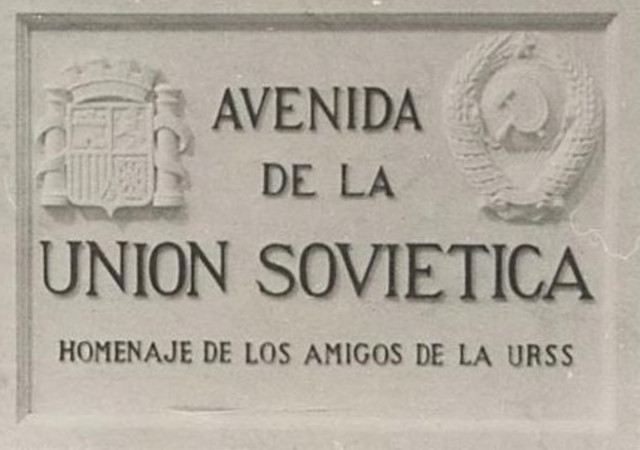 AVENIDA
DE LA
UNION SOVIETICA
HOMENAJE DE LOS AMIGOS DE LA URSS